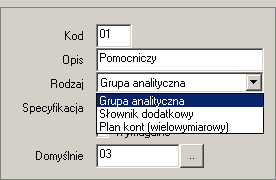 Kod 01
Opis Pomocniczy
Rodzaj Grupa analityczna
Grupa analityczna
Specyfikacja
Słownik dodatkowy
Plan kont (wielowymiarowy)
Domyślnie 03 ..